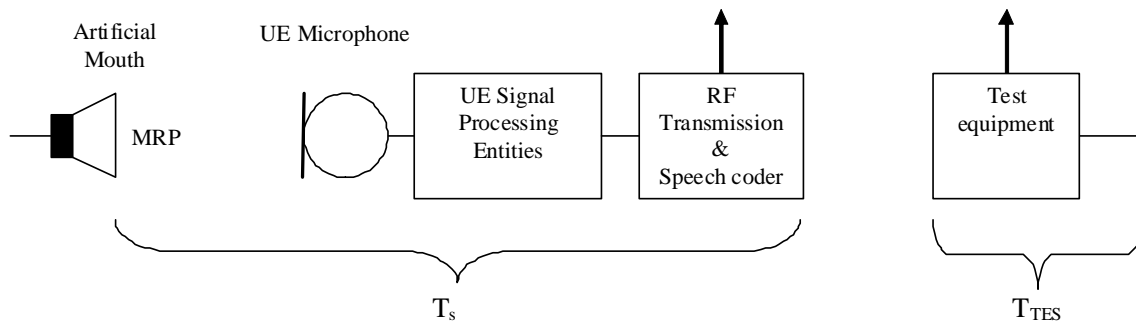 Artificial
Mouth
MRP
UE Microphone
UE Signal
Processing
Entities
RF
Transmission
&
Speech coder
Test
equipment
Ts
TTES